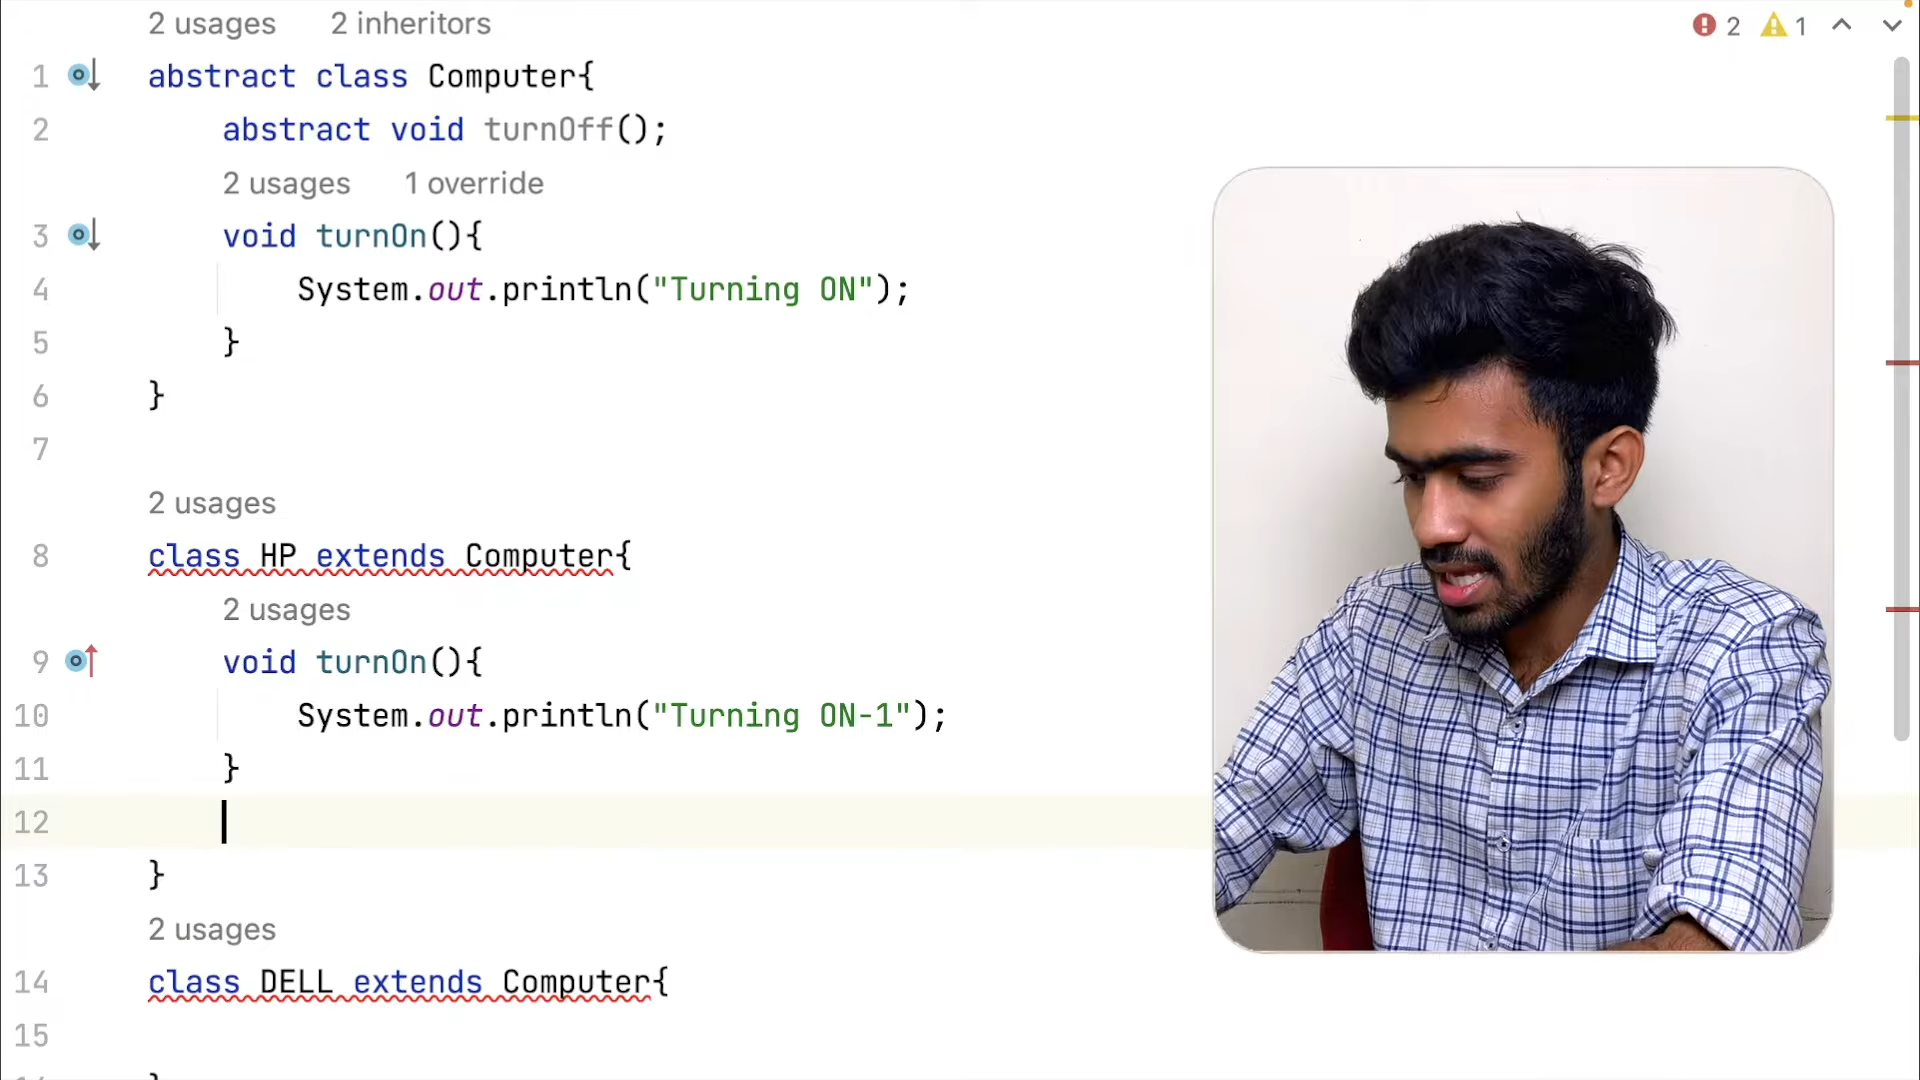 2 usages 2 inheritors
2 1
1 abstract class Computer{
2 abstract void turnOff();
2 usages 1 override
3 void turnOn(){
4 System.out.println("Turning ON");
5 }
6 }
7
2 usages
8 class HP extends Computer{
2 usages
9 void turnOn(){
10 System.out.println("Turning ON-1");
11 }
12
13 }
2 usages
14 class DELL extends Computer{
15